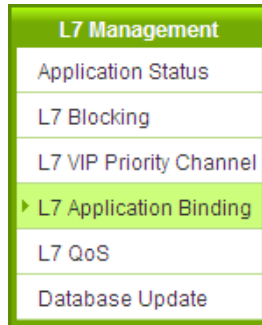 L7 Management
Application Status
L7 Blocking
L7 VIP Priority Channel
L7 Application Binding
L7 QoS
Database Update